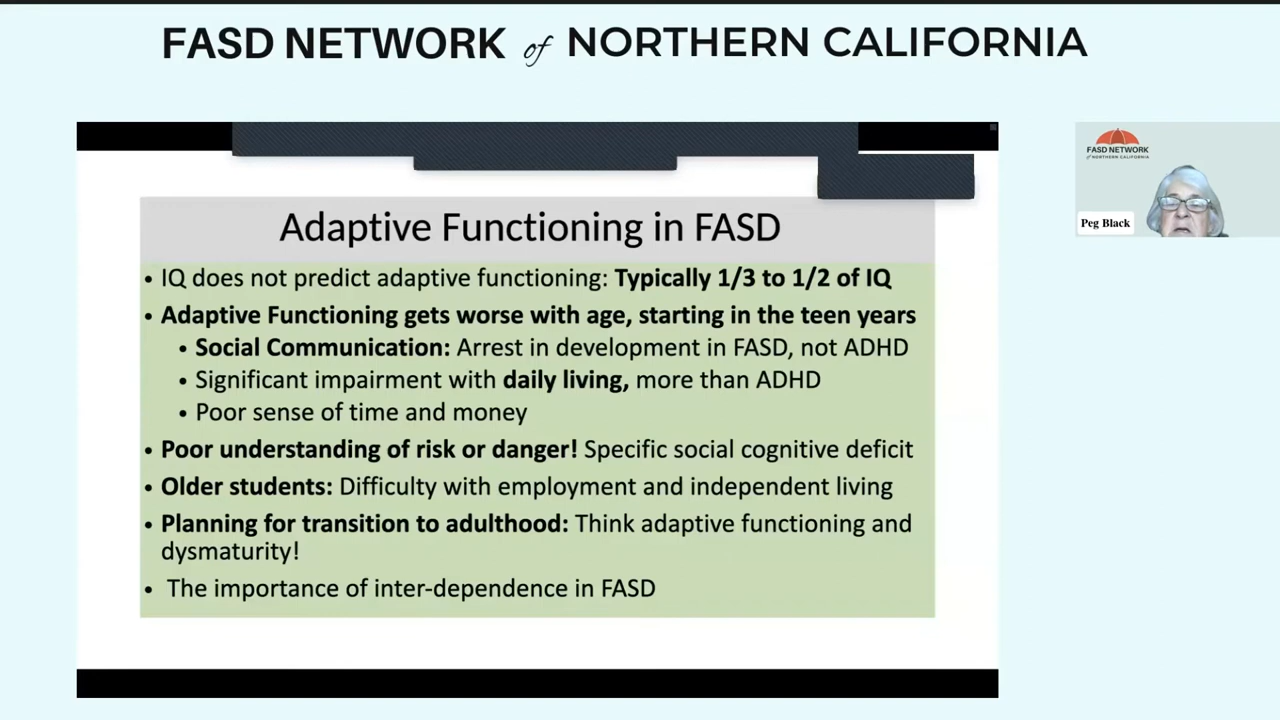 FASD NETWORK of NORTHERN CALIFORNIA
FASD NETWORK
of NORTHERN CALIFORNIA
Peg Black
Adaptive Functioning in FASD
• IQ does not predict adaptive functioning: Typically 1/3 to 1/2 of IQ
• Adaptive Functioning gets worse with age, starting in the teen years
• Social Communication: Arrest in development in FASD, not ADHD
• Significant impairment with daily living, more than ADHD
• Poor sense of time and money
• Poor understanding of risk or danger! Specific social cognitive deficit
• Older students: Difficulty with employment and independent living
• Planning for transition to adulthood: Think adaptive functioning and
dysmaturity!
• The importance of inter-dependence in FASD